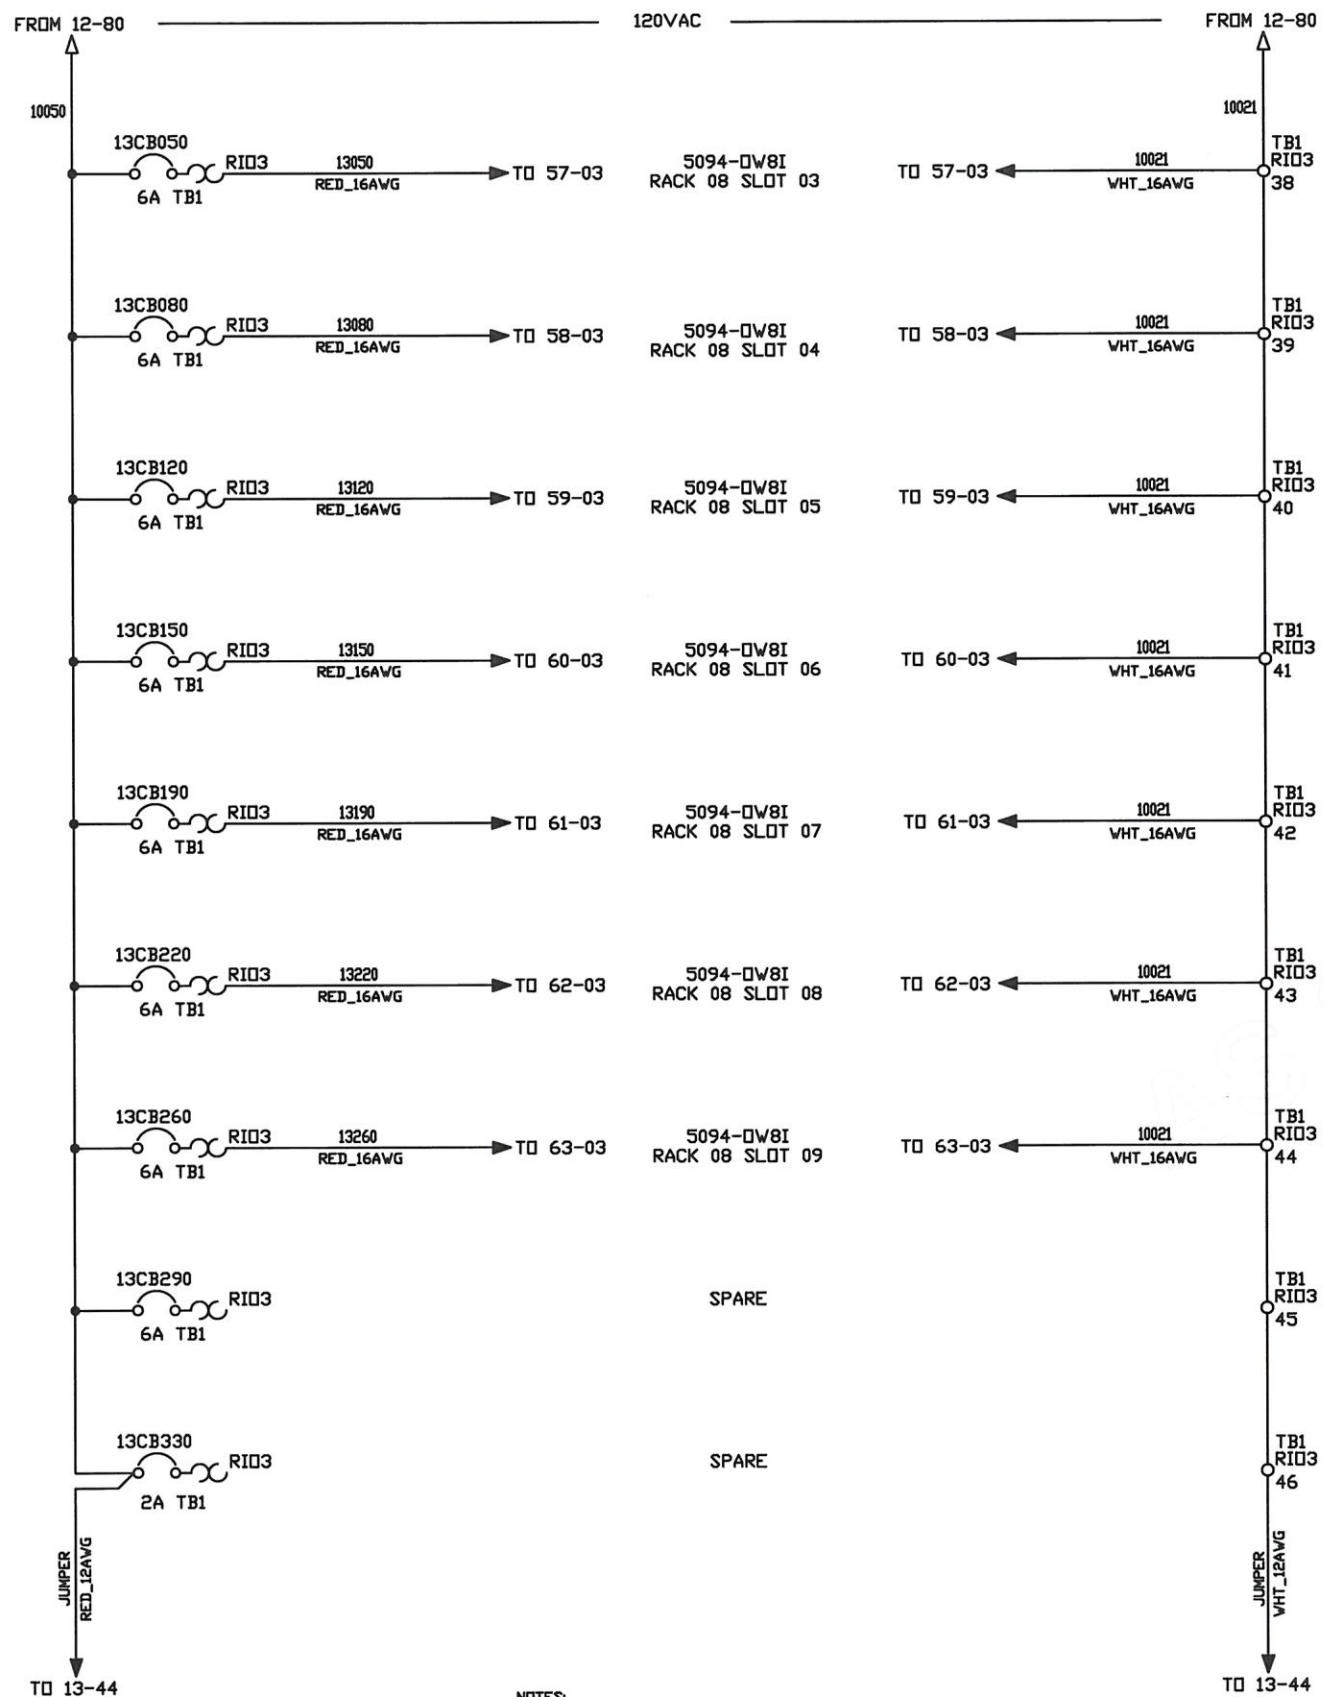 FROM 12-80 120VAC FROM 12-80
10050 10021
13CB050 RIO3 6A TB1
13050
RED_16AWG
TO 57-03
5094-OW8I
RACK 08 SLOT 03
TO 57-03
10021
WHT_16AWG
TB1
RIO3
38
13CB080 RIO3 6A TB1
13080
RED_16AWG
TO 58-03
5094-OW8I
RACK 08 SLOT 04
TO 58-03
10021
WHT_16AWG
TB1
RIO3
39
13CB120 RIO3 6A TB1
13120
RED_16AWG
TO 59-03
5094-OW8I
RACK 08 SLOT 05
TO 59-03
10021
WHT_16AWG
TB1
RIO3
40
13CB150 RIO3 6A TB1
13150
RED_16AWG
TO 60-03
5094-OW8I
RACK 08 SLOT 06
TO 60-03
10021
WHT_16AWG
TB1
RIO3
41
13CB190 RIO3 6A TB1
13190
RED_16AWG
TO 61-03
5094-OW8I
RACK 08 SLOT 07
TO 61-03
10021
WHT_16AWG
TB1
RIO3
42
13CB220 RIO3 6A TB1
13220
RED_16AWG
TO 62-03
5094-OW8I
RACK 08 SLOT 08
TO 62-03
10021
WHT_16AWG
TB1
RIO3
43
13CB260 RIO3 6A TB1
13260
RED_16AWG
TO 63-03
5094-OW8I
RACK 08 SLOT 09
TO 63-03
10021
WHT_16AWG
TB1
RIO3
44
13CB290 RIO3 6A TB1
SPARE
TB1
RIO3
45
13CB330 RIO3 2A TB1
SPARE
TB1
RIO3
46
JUMPER
RED_12AWG
JUMPER
WHT_12AWG
TO 13-44
NOTES:
TO 13-44